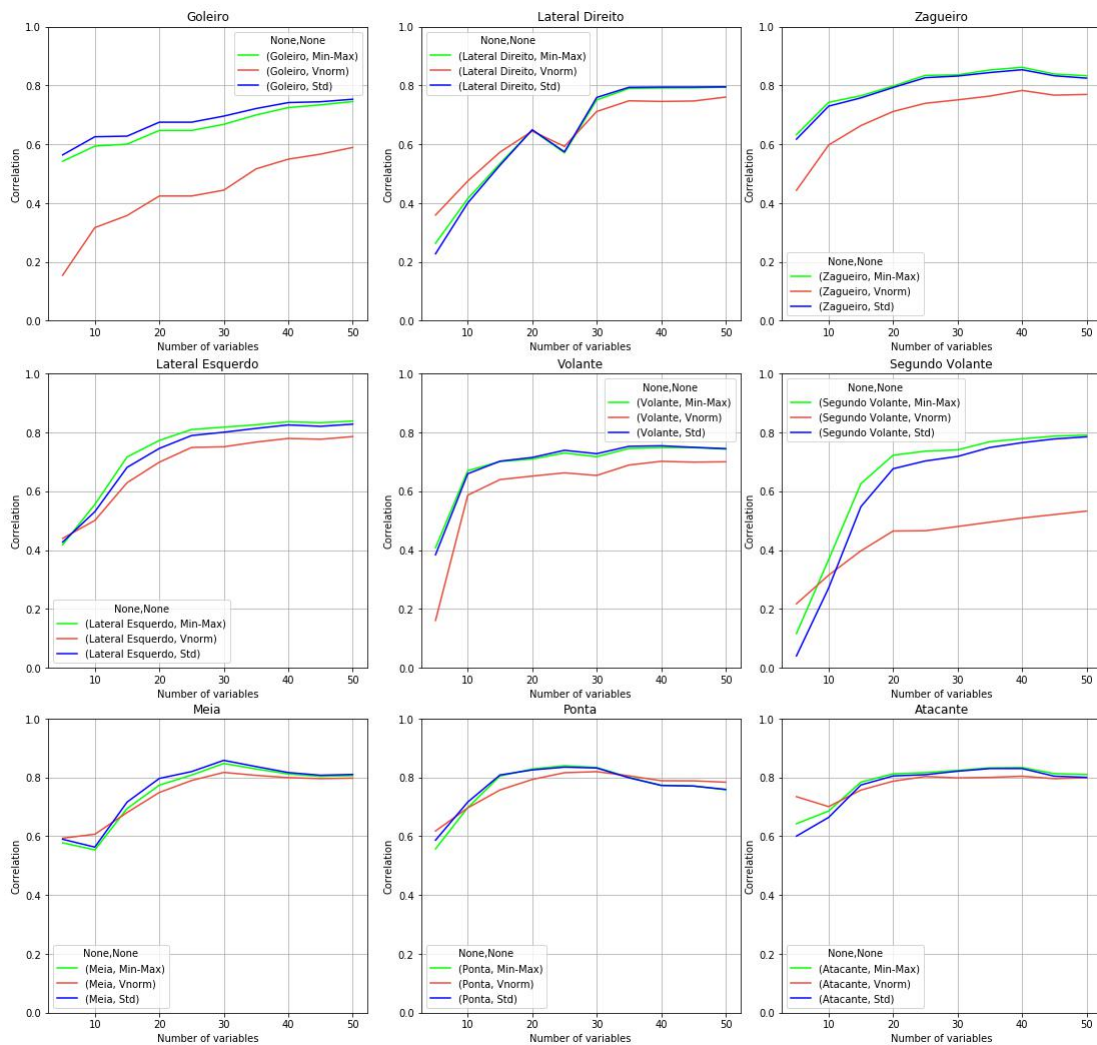 Goleiro
1.0
0.8
0.6
0.4
0.2
0.0
Correlation
None,None
(Goleiro, Min-Max)
(Goleiro, Vnorm)
(Goleiro, Std)
10 20 30 40 50
Number of variables
Lateral Direito
1.0
0.8
0.6
0.4
0.2
0.0
Correlation
None,None
(Lateral Direito, Min-Max)
(Lateral Direito, Vnorm)
(Lateral Direito, Std)
10 20 30 40 50
Number of variables
Zagueiro
1.0
0.8
0.6
0.4
0.2
0.0
Correlation
None,None
(Zagueiro, Min-Max)
(Zagueiro, Vnorm)
(Zagueiro, Std)
10 20 30 40 50
Number of variables
Lateral Esquerdo
1.0
0.8
0.6
0.4
0.2
0.0
Correlation
None,None
(Lateral Esquerdo, Min-Max)
(Lateral Esquerdo, Vnorm)
(Lateral Esquerdo, Std)
10 20 30 40 50
Number of variables
Volante
1.0
0.8
0.6
0.4
0.2
0.0
Correlation
None,None
(Volante, Min-Max)
(Volante, Vnorm)
(Volante, Std)
10 20 30 40 50
Number of variables
Segundo Volante
1.0
0.8
0.6
0.4
0.2
0.0
Correlation
None,None
(Segundo Volante, Min-Max)
(Segundo Volante, Vnorm)
(Segundo Volante, Std)
10 20 30 40 50
Number of variables
Meia
1.0
0.8
0.6
0.4
0.2
0.0
Correlation
None,None
(Meia, Min-Max)
(Meia, Vnorm)
(Meia, Std)
10 20 30 40 50
Number of variables
Ponta
1.0
0.8
0.6
0.4
0.2
0.0
Correlation
None,None
(Ponta, Min-Max)
(Ponta, Vnorm)
(Ponta, Std)
10 20 30 40 50
Number of variables
Atacante
1.0
0.8
0.6
0.4
0.2
0.0
Correlation
None,None
(Atacante, Min-Max)
(Atacante, Vnorm)
(Atacante, Std)
10 20 30 40 50
Number of variables